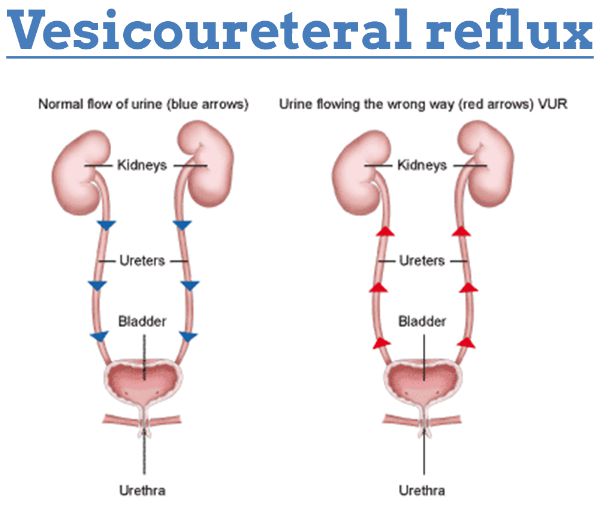 Vesicoureteral reflux
Normal flow of urine (blue arrows)
Urine flowing the wrong way (red arrows) VUR
Kidneys
Kidneys
Ureters
Ureters
Bladder
Bladder
Urethra
Urethra